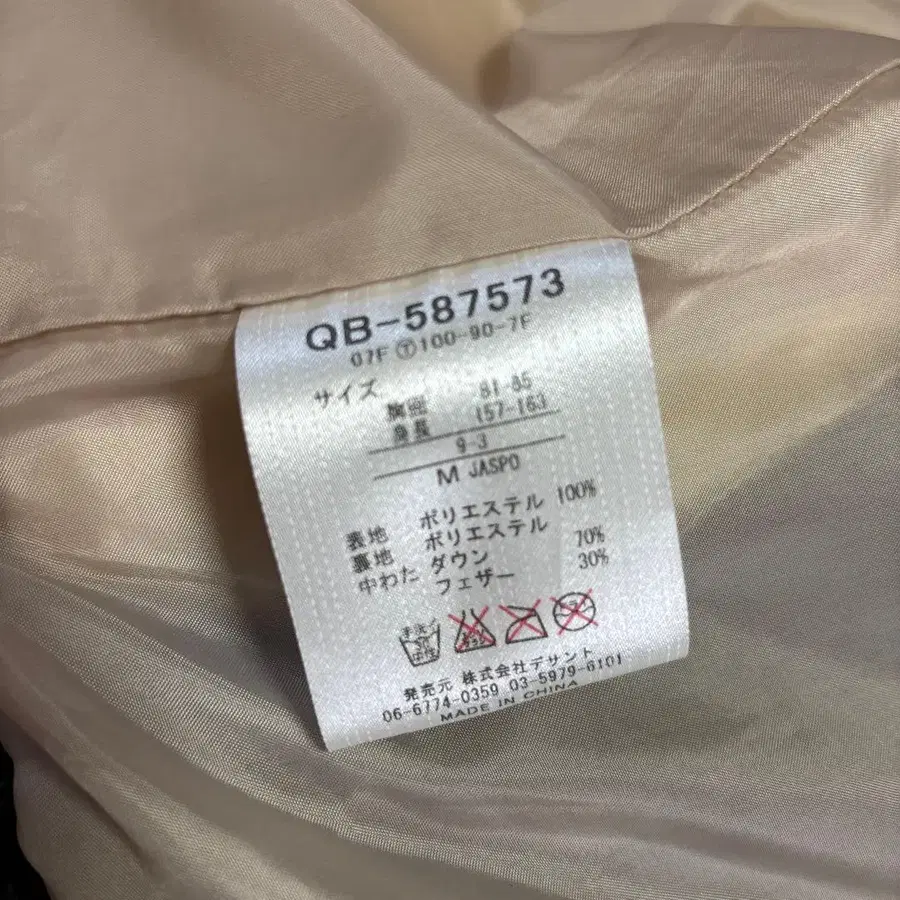 QB-587573
07F Ⓣ100-90-7F
サイズ
胸囲 81-85
身長 157-163
9-3
M JASPO
表地 ポリエステル 100%
裏地 ポリエステル
中わた ダウン 70%
フェザー 30%
中性
発売元 株式会社デサント
06-6774-0359 03-5979-6101
MADE IN CHINA